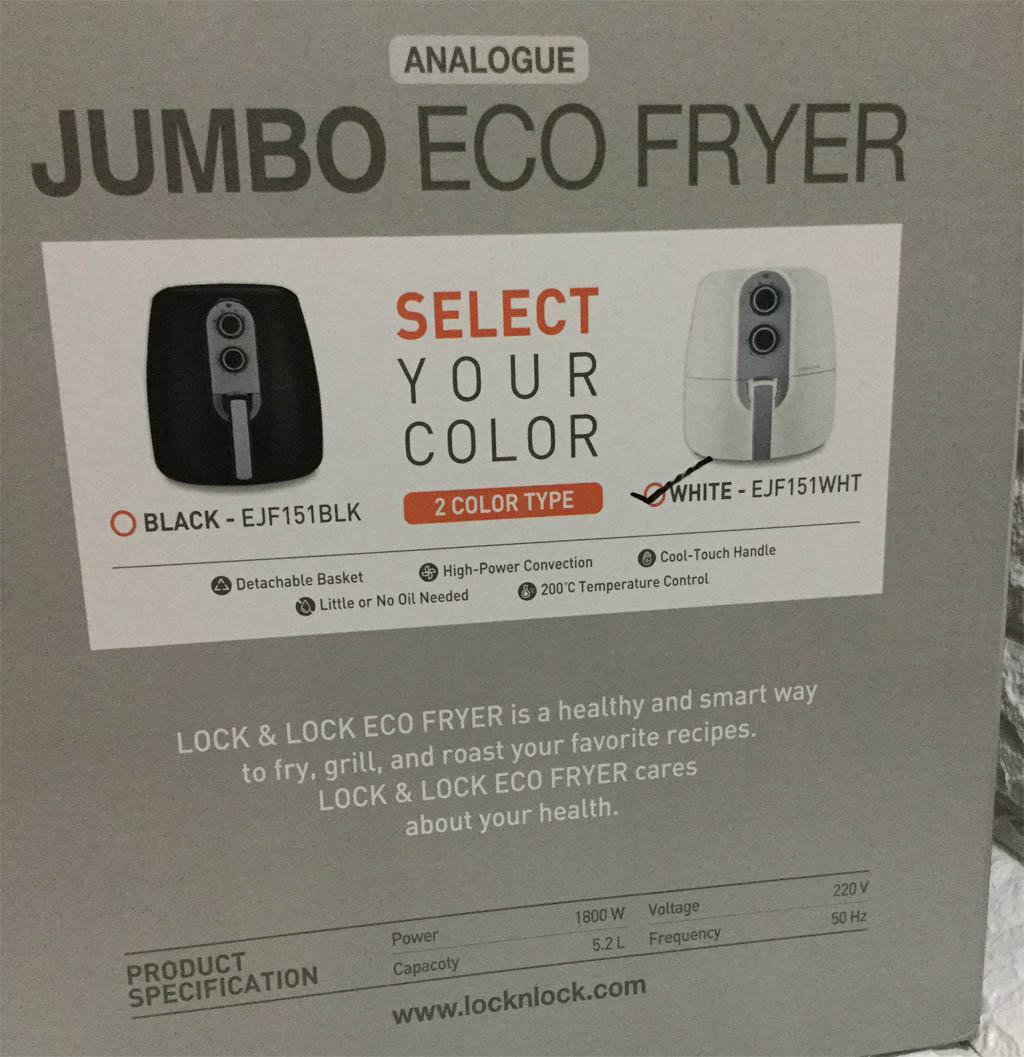 ANALOGUE
JUMBO ECO FRYER
SELECT
YOUR
COLOR
2 COLOR TYPE
BLACK - EJF151BLK
WHITE - EJF151WHT
Detachable Basket
High-Power Convection
Cool-Touch Handle
Little or No Oil Needed
200°C Temperature Control
LOCK & LOCK ECO FRYER is a healthy and smart way
to fry, grill, and roast your favorite recipes.
LOCK & LOCK ECO FRYER cares
about your health.
PRODUCT
SPECIFICATION
Power 1800 W Voltage 220 V
Capacoty 5.2 L Frequency 50 Hz
www.locknlock.com